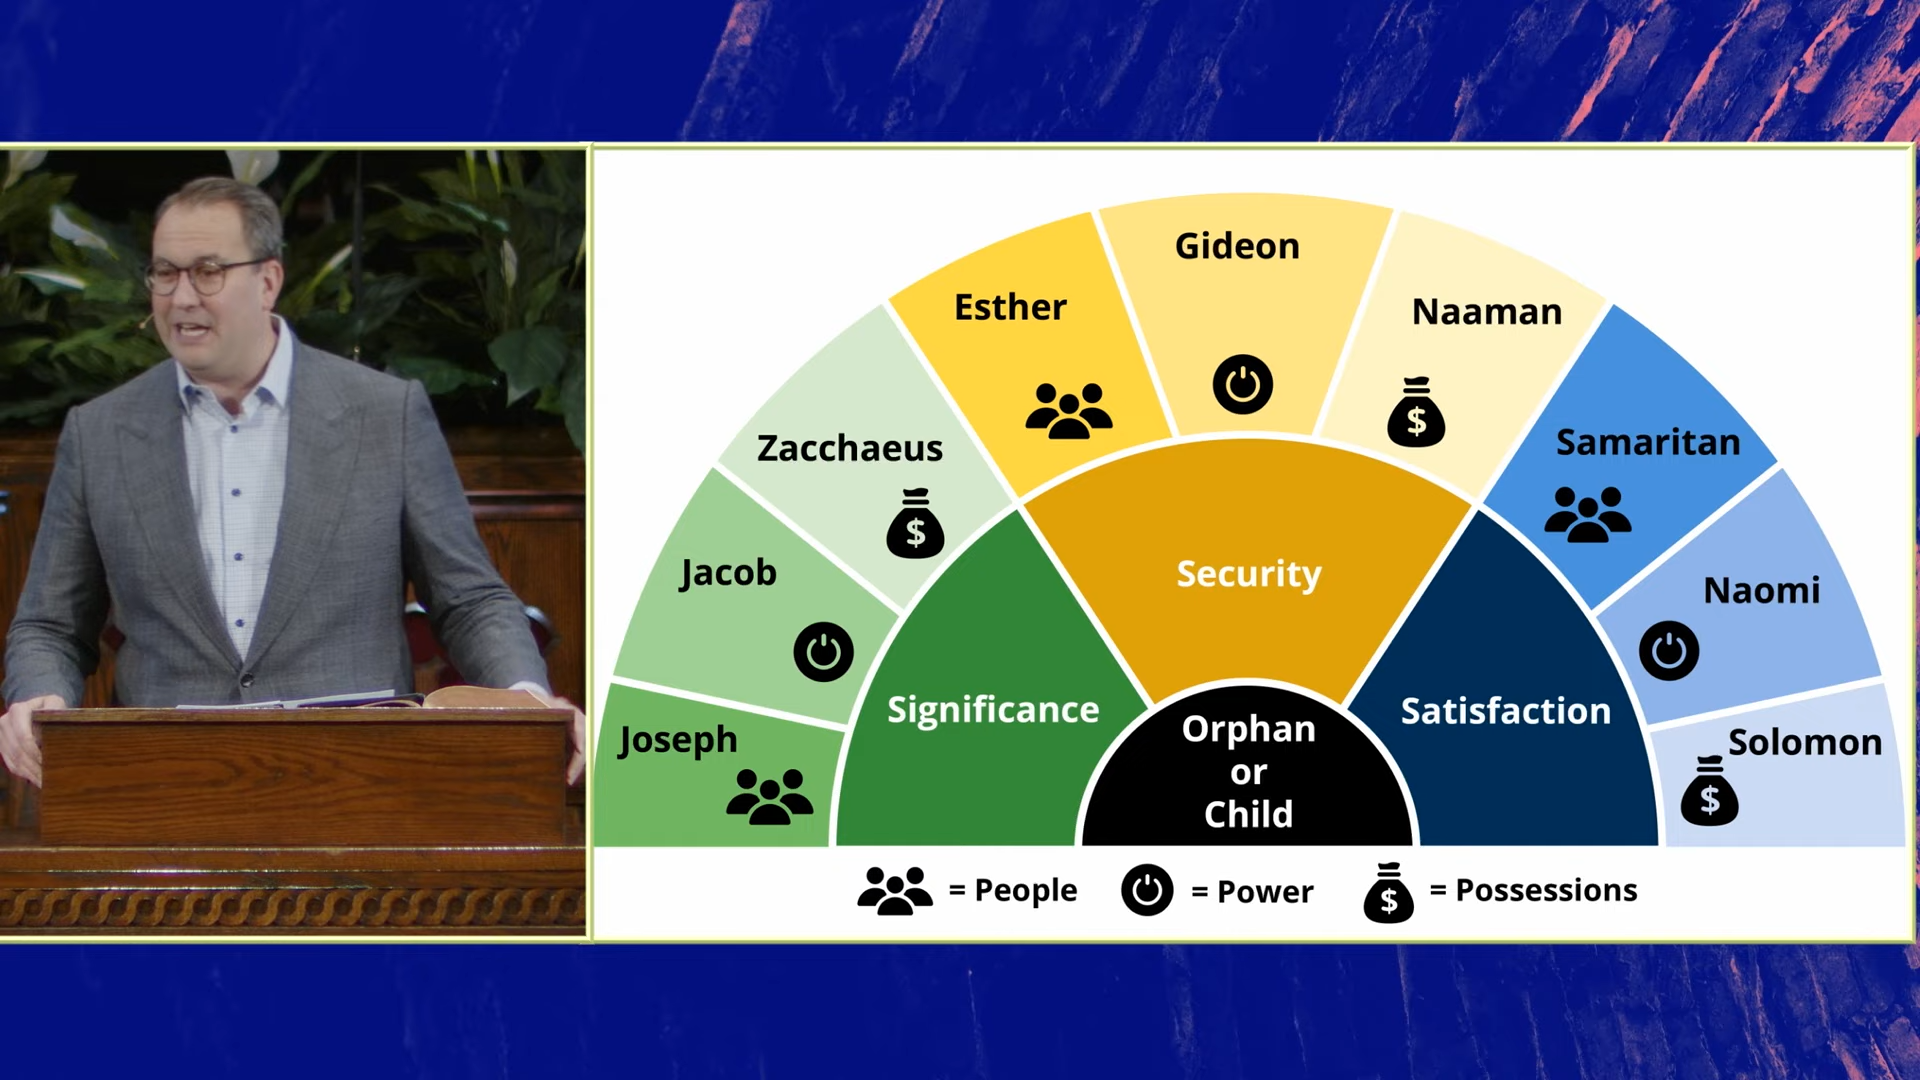 Gideon
Esther
Naaman
Zacchaeus
$
$
Samaritan
$
Jacob
Security
Naomi
Significance
Satisfaction
Joseph
Orphan
or
Child
Solomon
$
= People
= Power
$
= Possessions